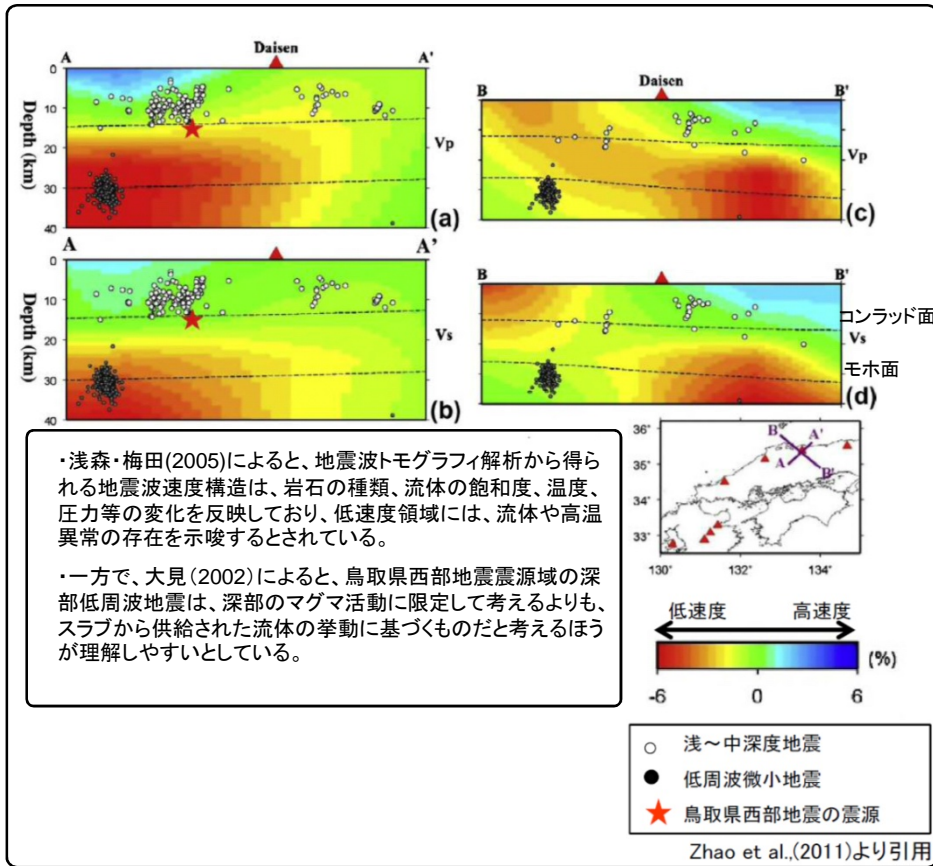 A Daisen A'
0
10
20
30
40
Depth (km)
Vp
(a)
B Daisen B'
Vp
(c)
A A'
0
10
20
30
40
Depth (km)
Vs
(b)
B B'
コンラッド面
Vs
モホ面
(d)
・浅森・梅田(2005)によると、地震波トモグラフィ解析から得ら
れる地震波速度構造は、岩石の種類、流体の飽和度、温度、
圧力等の変化を反映しており、低速度領域には、流体や高温
異常の存在を示唆するとされている。
・一方で、大見(2002)によると、鳥取県西部地震震源域の深
部低周波地震は、深部のマグマ活動に限定して考えるよりも、
スラブから供給された流体の挙動に基づくものだと考えるほう
が理解しやすいとしている。
36°
35°
34°
33°
B A'
A B'
130° 132° 134°
低速度 高速度
(%)
-6 0 6
浅～中深度地震
低周波微小地震
鳥取県西部地震の震源
Zhao et al.,(2011)より引用